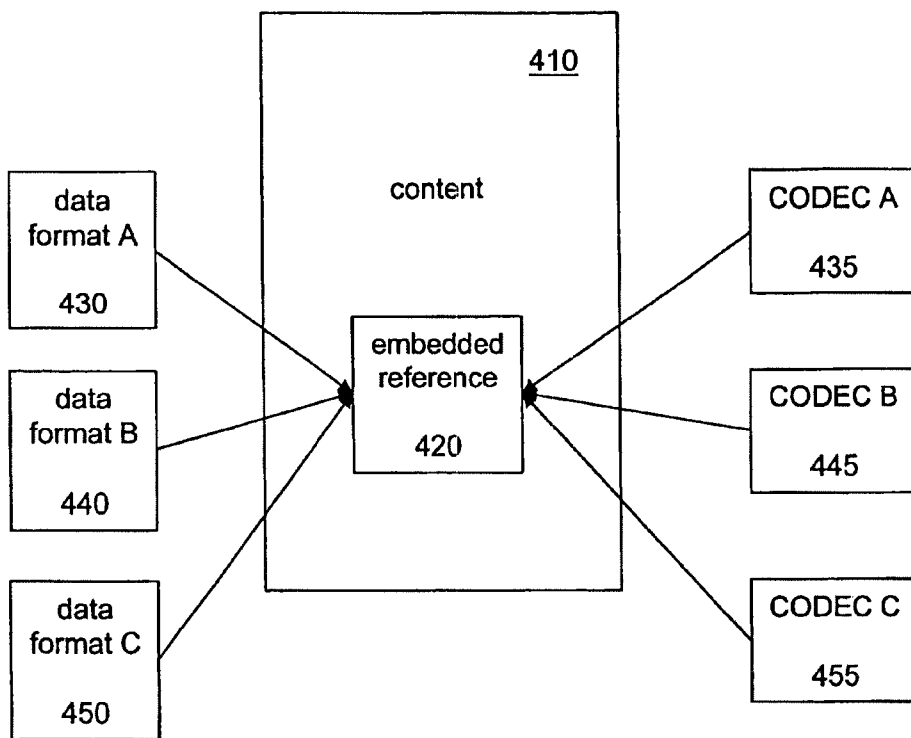 410
content
data
format A
430
CODEC A
435
embedded
reference
420
data
format B
440
CODEC B
445
data
format C
450
CODEC C
455